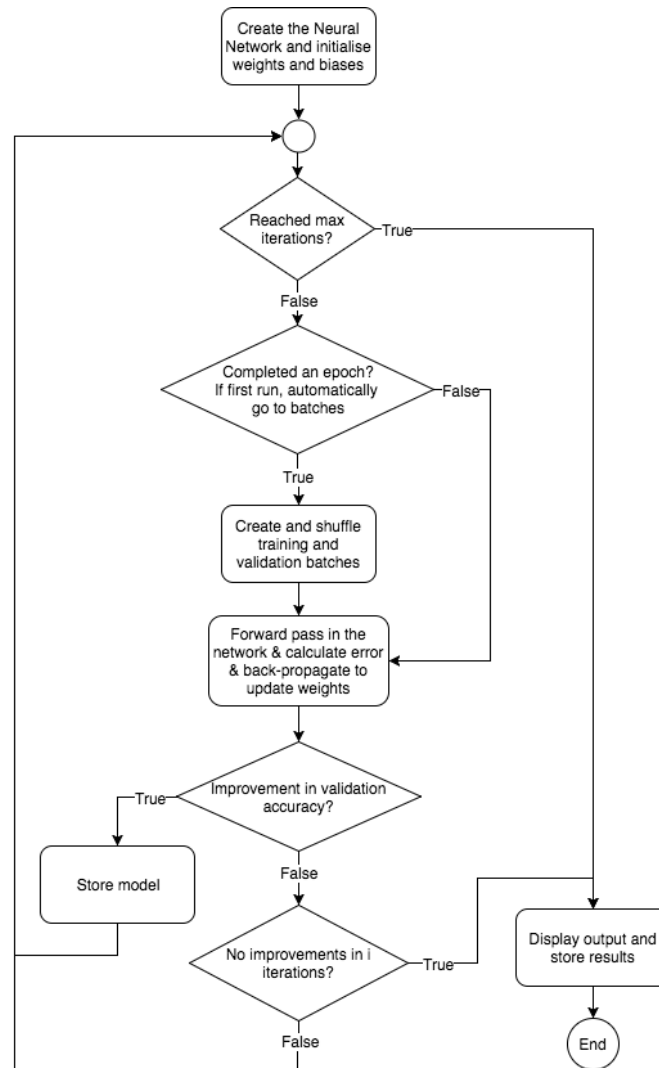 Create the Neural
Network and initialise
weights and biases
Reached max
iterations?
True
False
Completed an epoch?
If first run, automatically
go to batches
False
True
Create and shuffle
training and
validation batches
Forward pass in the
network & calculate error
& back-propagate to
update weights
Improvement in validation
accuracy?
True
False
Store model
No improvements in i
iterations?
True
Display output and
store results
False
End